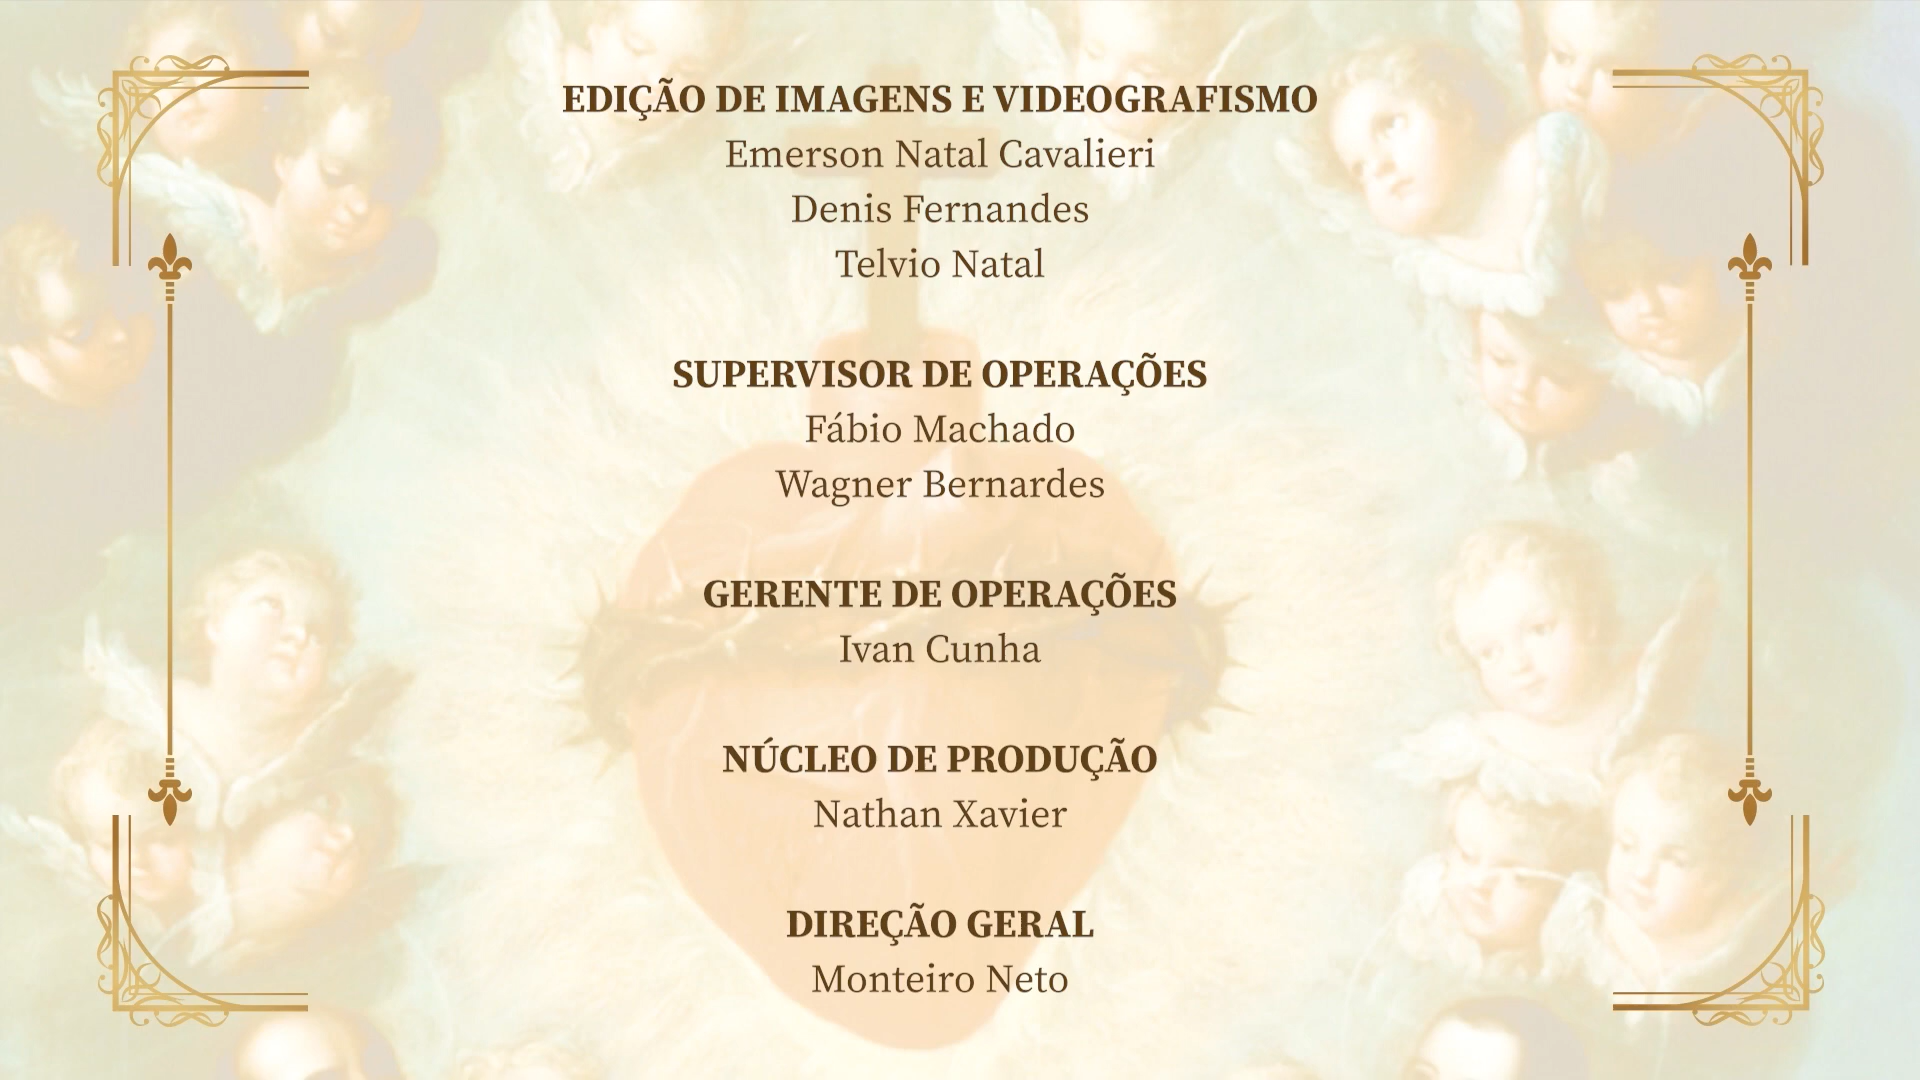 EDIÇÃO DE IMAGENS E VIDEOGRAFISMO
Emerson Natal Cavalieri
Denis Fernandes
Telvio Natal
SUPERVISOR DE OPERAÇÕES
Fábio Machado
Wagner Bernardes
GERENTE DE OPERAÇÕES
Ivan Cunha
NÚCLEO DE PRODUÇÃO
Nathan Xavier
DIREÇÃO GERAL
Monteiro Neto